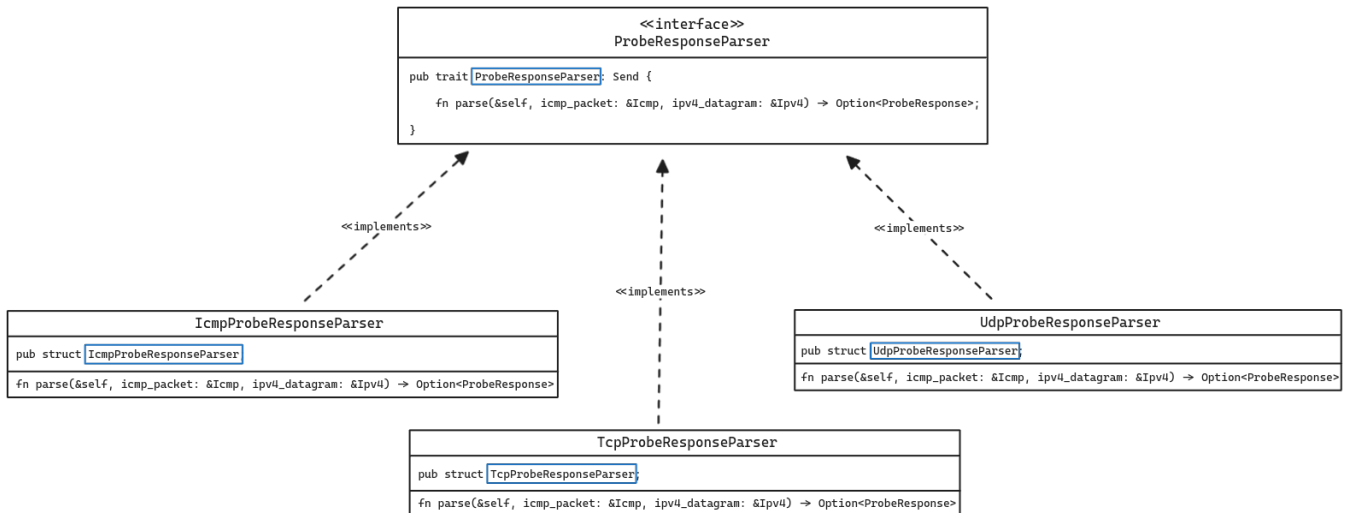 <<interface>>
ProbeResponseParser
pub trait ProbeResponseParser: Send {
fn parse(&self, icmp_packet: &Icmp, ipv4_datagram: &Ipv4) -> Option<ProbeResponse>;
}
<<implements>>
<<implements>>
<<implements>>
IcmpProbeResponseParser
pub struct IcmpProbeResponseParser
fn parse(&self, icmp_packet: &Icmp, ipv4_datagram: &Ipv4) -> Option<ProbeResponse>
UdpProbeResponseParser
pub struct UdpProbeResponseParser;
fn parse(&self, icmp_packet: &Icmp, ipv4_datagram: &Ipv4) -> Option<ProbeResponse>
TcpProbeResponseParser
pub struct TcpProbeResponseParser;
fn parse(&self, icmp_packet: &Icmp, ipv4_datagram: &Ipv4) -> Option<ProbeResponse>